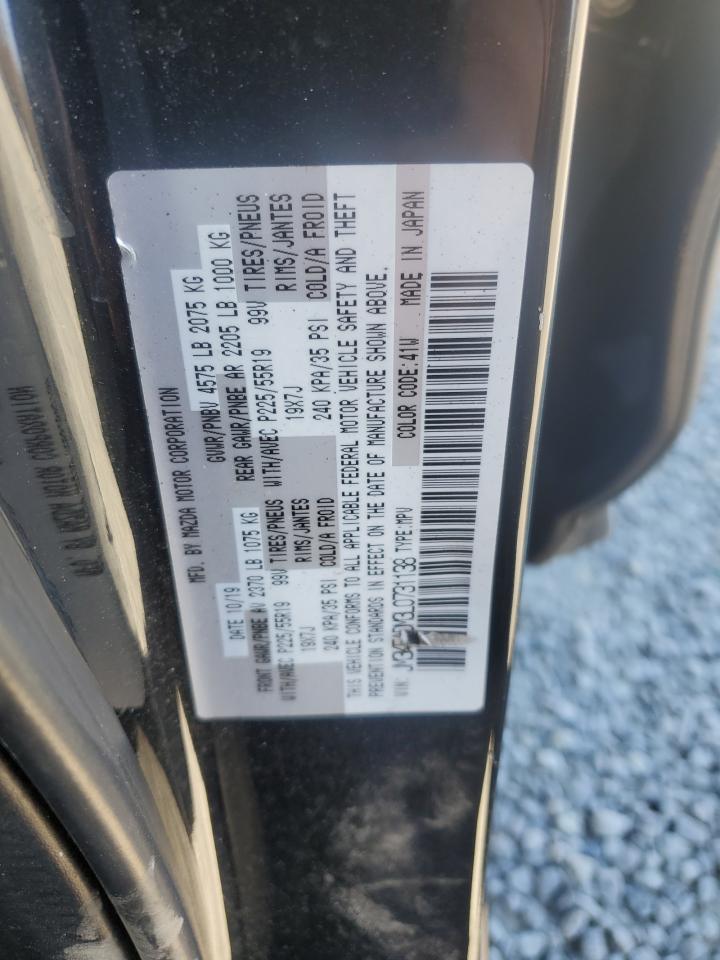 MFD. BY MAZDA MOTOR CORPORATION
DATE 10/19 GVWR/PNBV 4575 LB 2075 KG
FRONT GAWR/PNBE AV 2370 LB 1075 KG REAR GAWR/PNBE AR 2205 LB 1000 KG
WITH/AVEC P225/55R19 99V TIRES/PNEUS WITH/AVEC P225/55R19 99V TIRES/PNEUS
19X7J RIMS/JANTES 19X7J RIMS/JANTES
240 KPA/35 PSI COLD/A FROID 240 KPA/35 PSI COLD/A FROID
THIS VEHICLE CONFORMS TO ALL APPLICABLE FEDERAL MOTOR VEHICLE SAFETY AND THEFT
PREVENTION STANDARDS IN EFFECT ON THE DATE OF MANUFACTURE SHOWN ABOVE.
VIN: TYPE:MPV COLOR CODE:41W MADE IN JAPAN